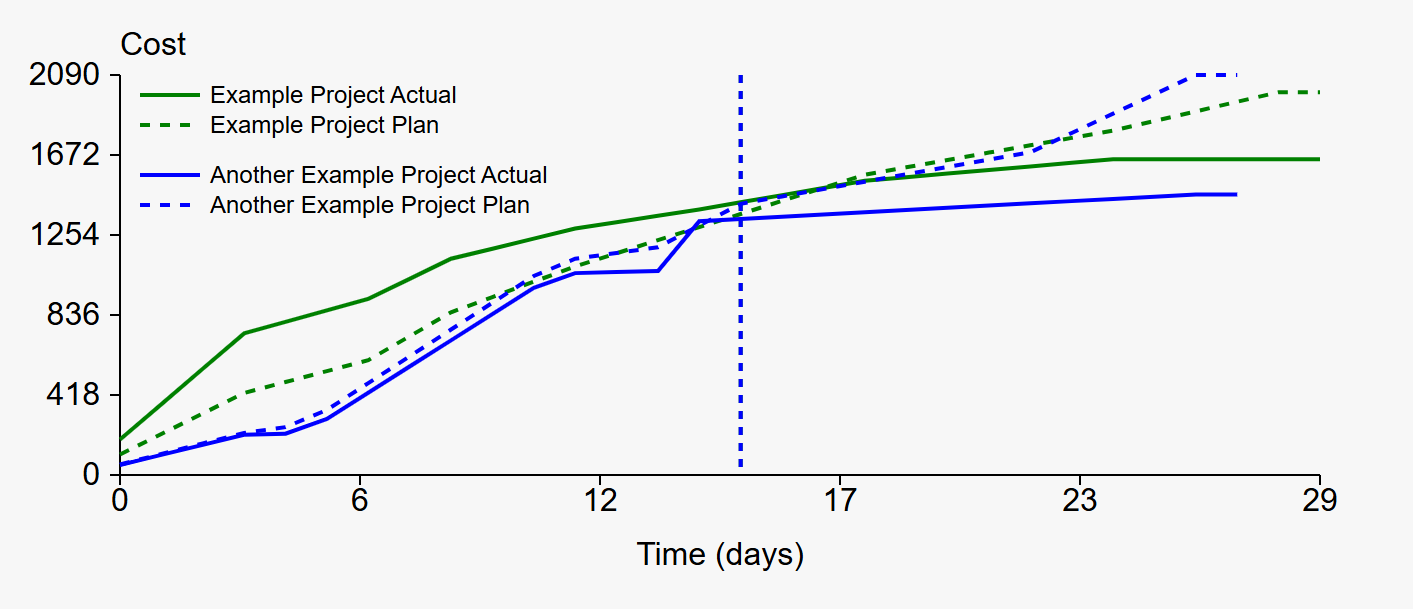 Cost
2090
Example Project Actual
Example Project Plan
1672
Another Example Project Actual
Another Example Project Plan
1254
836
418
0
0 6 12 17 23 29
Time (days)